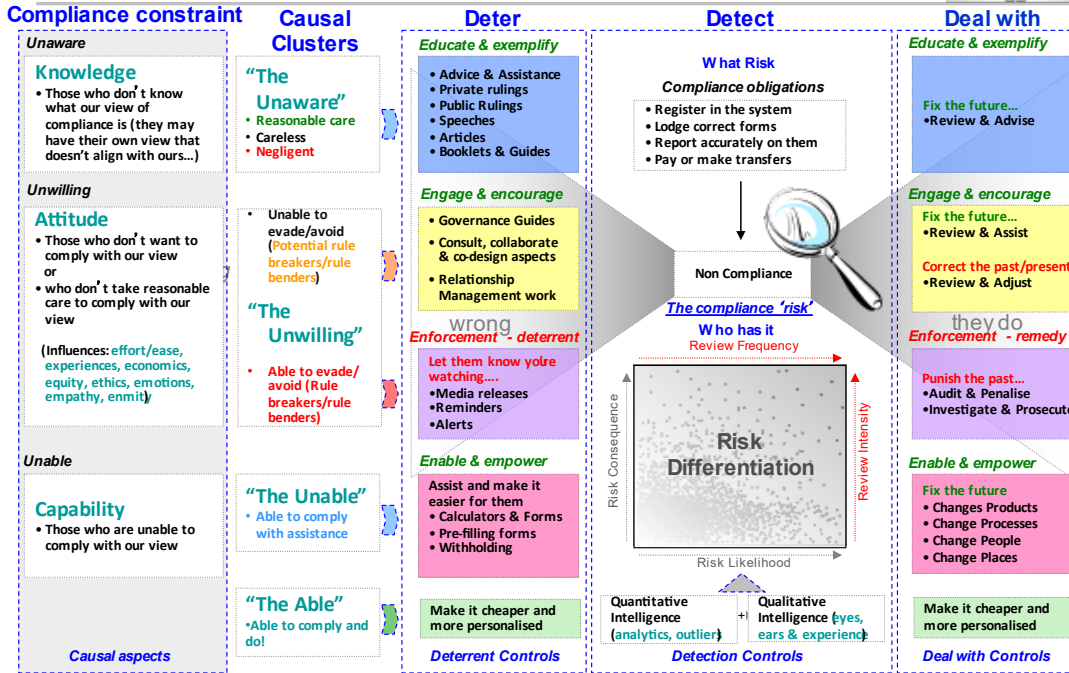 Compliance constraint
Causal
Clusters
Deter
Detect
Deal with
Unaware
Knowledge
• Those who don't know
what our view of
compliance is (they may
have their own view that
doesn't align with ours...)
Unwilling
Attitude
• Those who don't want to
comply with our view
or
• who don't take reasonable
care to comply with our
view
(Influences: effort/ease,
experiences, economics,
equity, ethics, emotions,
empathy, enmity)
Unable
Capability
• Those who are unable to
comply with our view
Causal aspects
"The
Unaware"
• Reasonable care
• Careless
• Negligent
• Unable to
evade/avoid
(Potential rule
breakers/rule
benders)
"The
Unwilling
• Able to evade/
avoid (Rule
breakers/rule
benders)
"The Unable"
• Able to comply
with assistance
"The Able"
•Able to comply and
do!
Educate & exemplify
• Advice & Assistance
• Private rulings
• Public Rulings
• Speeches
• Articles
• Booklets & Guides
Engage & encourage
• Governance Guides
• Consult, collaborate
& co-design aspects
• Relationship
Management work
wrong
Enforcement - deterrent
Let them know you're
watching....
•Media releases
•Reminders
•Alerts
Enable & empower
Assist and make it
easier for them
• Calculators & Forms
• Pre-filling forms
• Withholding
Make it cheaper and
more personalised
Deterrent Controls
What Risk
Compliance obligations
• Register in the system
• Lodge correct forms
• Report accurately on them
• Pay or make transfers
Non Compliance
The compliance 'risk'
Who has it
Review Frequency
Risk Consequence
Risk
Differentiation
Review Intensity
Risk Likelihood
Quantitative
Intelligence
(analytics, outliers)
+
Qualitative
Intelligence (eyes,
ears & experience)
Detection Controls
Educate & exemplify
Fix the future...
•Review & Advise
Engage & encourage
Fix the future...
•Review & Assist
Correct the past/present
•Review & Adjust
they do
Enforcement - remedy
Punish the past...
•Audit & Penalise
•Investigate & Prosecute
Enable & empower
Fix the future
• Changes Products
• Change Processes
• Change People
• Change Places
Make it cheaper and
more personalised
Deal with Controls